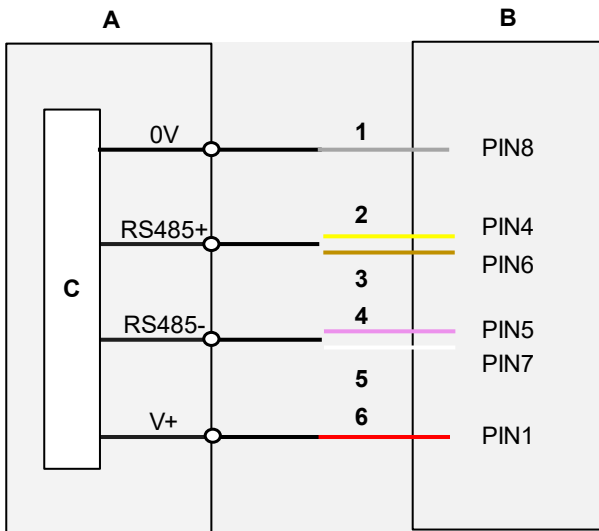 A
B
0V
1
PIN8
RS485+
2
PIN4
PIN6
3
C
RS485-
4
PIN5
PIN7
5
V+
6
PIN1